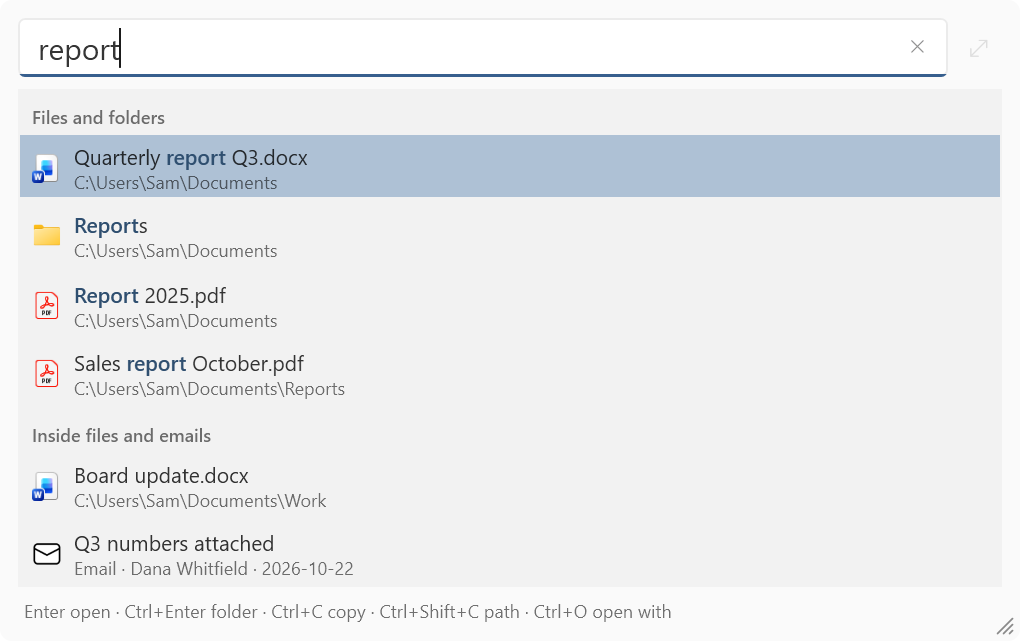 report
Files and folders
Quarterly report Q3.docx
C:\Users\Sam\Documents
Reports
C:\Users\Sam\Documents
Report 2025.pdf
C:\Users\Sam\Documents
Sales report October.pdf
C:\Users\Sam\Documents\Reports
Inside files and emails
Board update.docx
C:\Users\Sam\Documents\Work
Q3 numbers attached
Email · Dana Whitfield · 2026-10-22
Enter open · Ctrl+Enter folder · Ctrl+C copy · Ctrl+Shift+C path · Ctrl+O open with